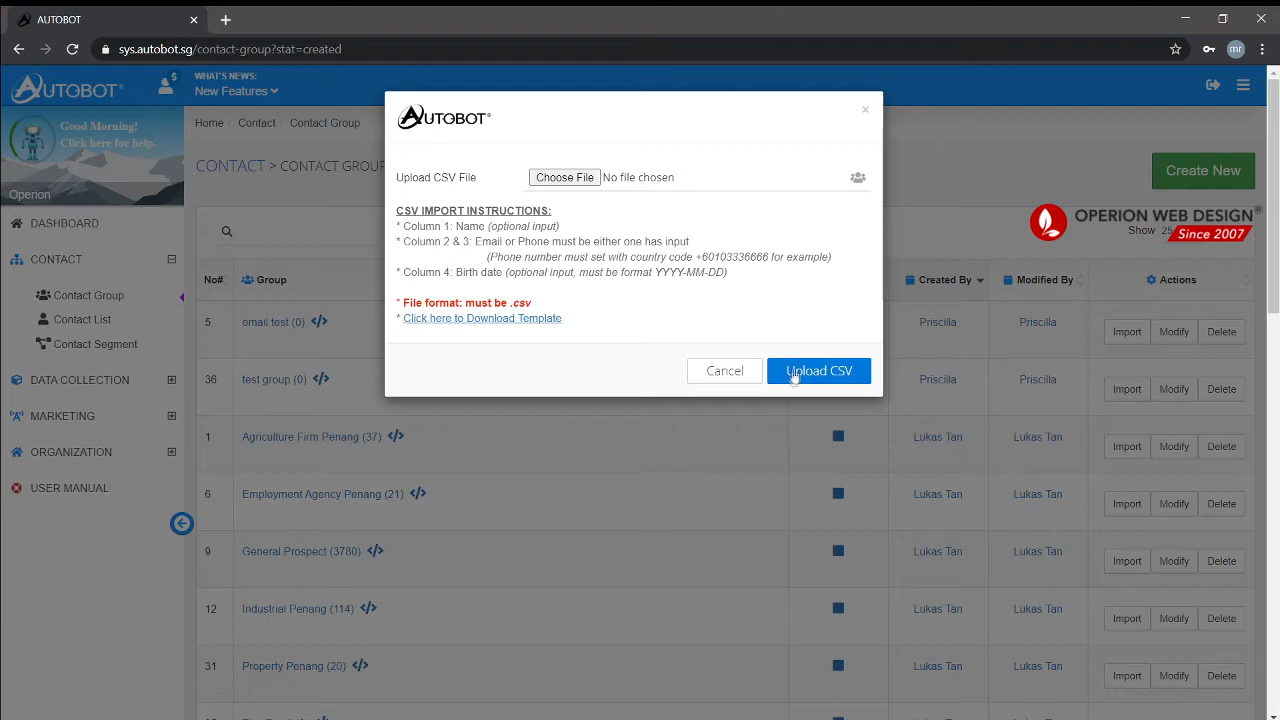 AUTOBOT
sys.autobot.sg/contact-group?stat=created
mr
AUTOBOT®
$
WHAT'S NEWS:
New Features
Good Morning!
Click here for help.
Operion
DASHBOARD
CONTACT
Contact Group
Contact List
Contact Segment
DATA COLLECTION
MARKETING
ORGANIZATION
USER MANUAL
Home / Contact / Contact Group
CONTACT > CONTACT GROUP
Create New
OPERION WEB DESIGN®
Since 2007
Show 25
AUTOBOT®
×
Upload CSV File
Choose File No file chosen
CSV IMPORT INSTRUCTIONS:
* Column 1: Name (optional input)
* Column 2 & 3: Email or Phone must be either one has input
(Phone number must set with country code +60103336666 for example)
* Column 4: Birth date (optional input, must be format YYYY-MM-DD)
* File format: must be .csv
* Click here to Download Template
Cancel Upload CSV
No# Group Created By Modified By Actions
5 email test (0) Priscilla Priscilla Import Modify Delete
36 test group (0) Priscilla Priscilla Import Modify Delete
1 Agriculture Firm Penang (37) Lukas Tan Lukas Tan Import Modify Delete
6 Employment Agency Penang (21) Lukas Tan Lukas Tan Import Modify Delete
9 General Prospect (3780) Lukas Tan Lukas Tan Import Modify Delete
12 Industrial Penang (114) Lukas Tan Lukas Tan Import Modify Delete
31 Property Penang (20) Lukas Tan Lukas Tan Import Modify Delete